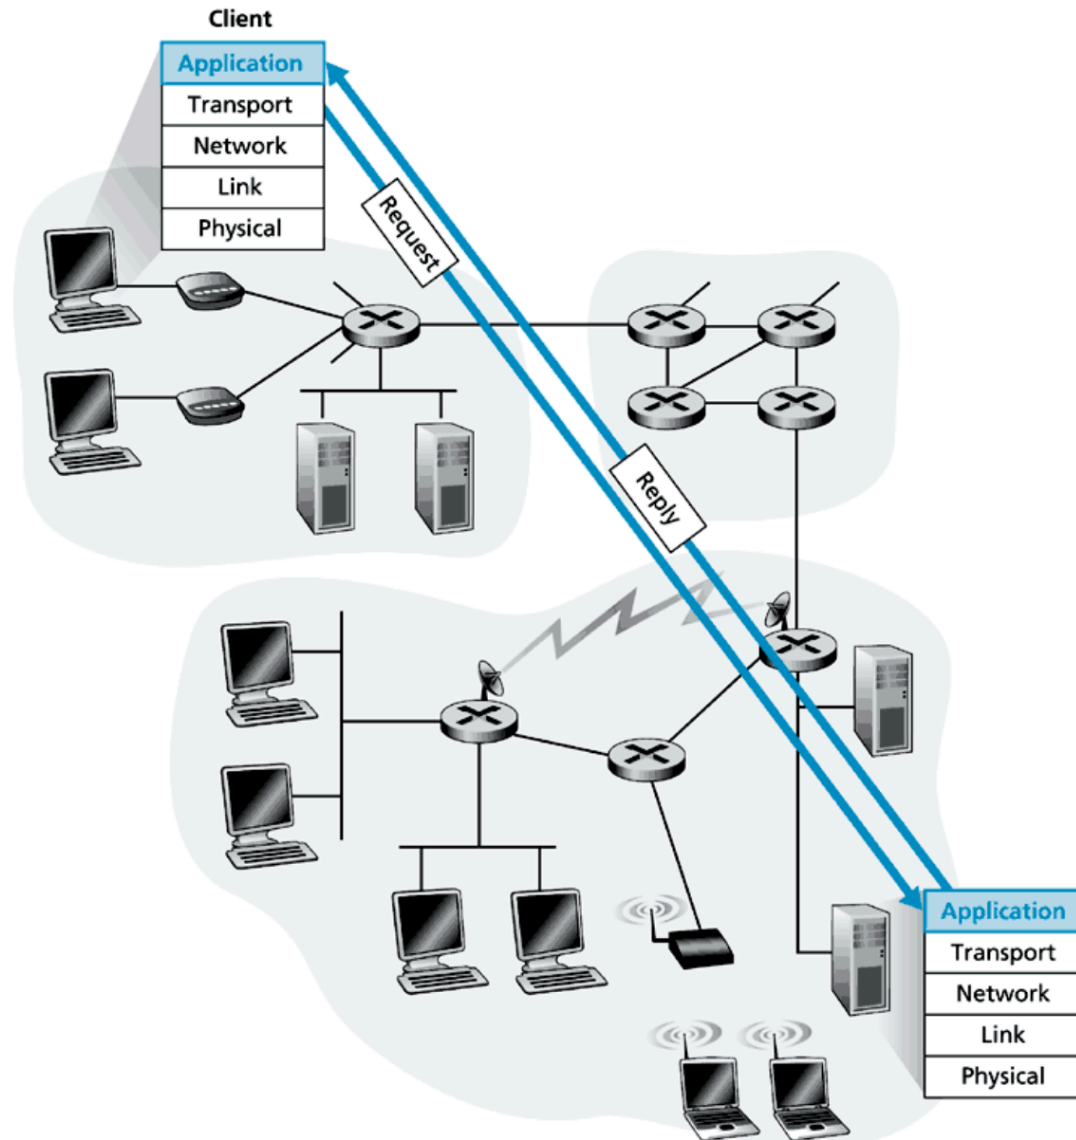 Client
Application
Transport
Network
Link
Physical
Request
Reply
Application
Transport
Network
Link
Physical